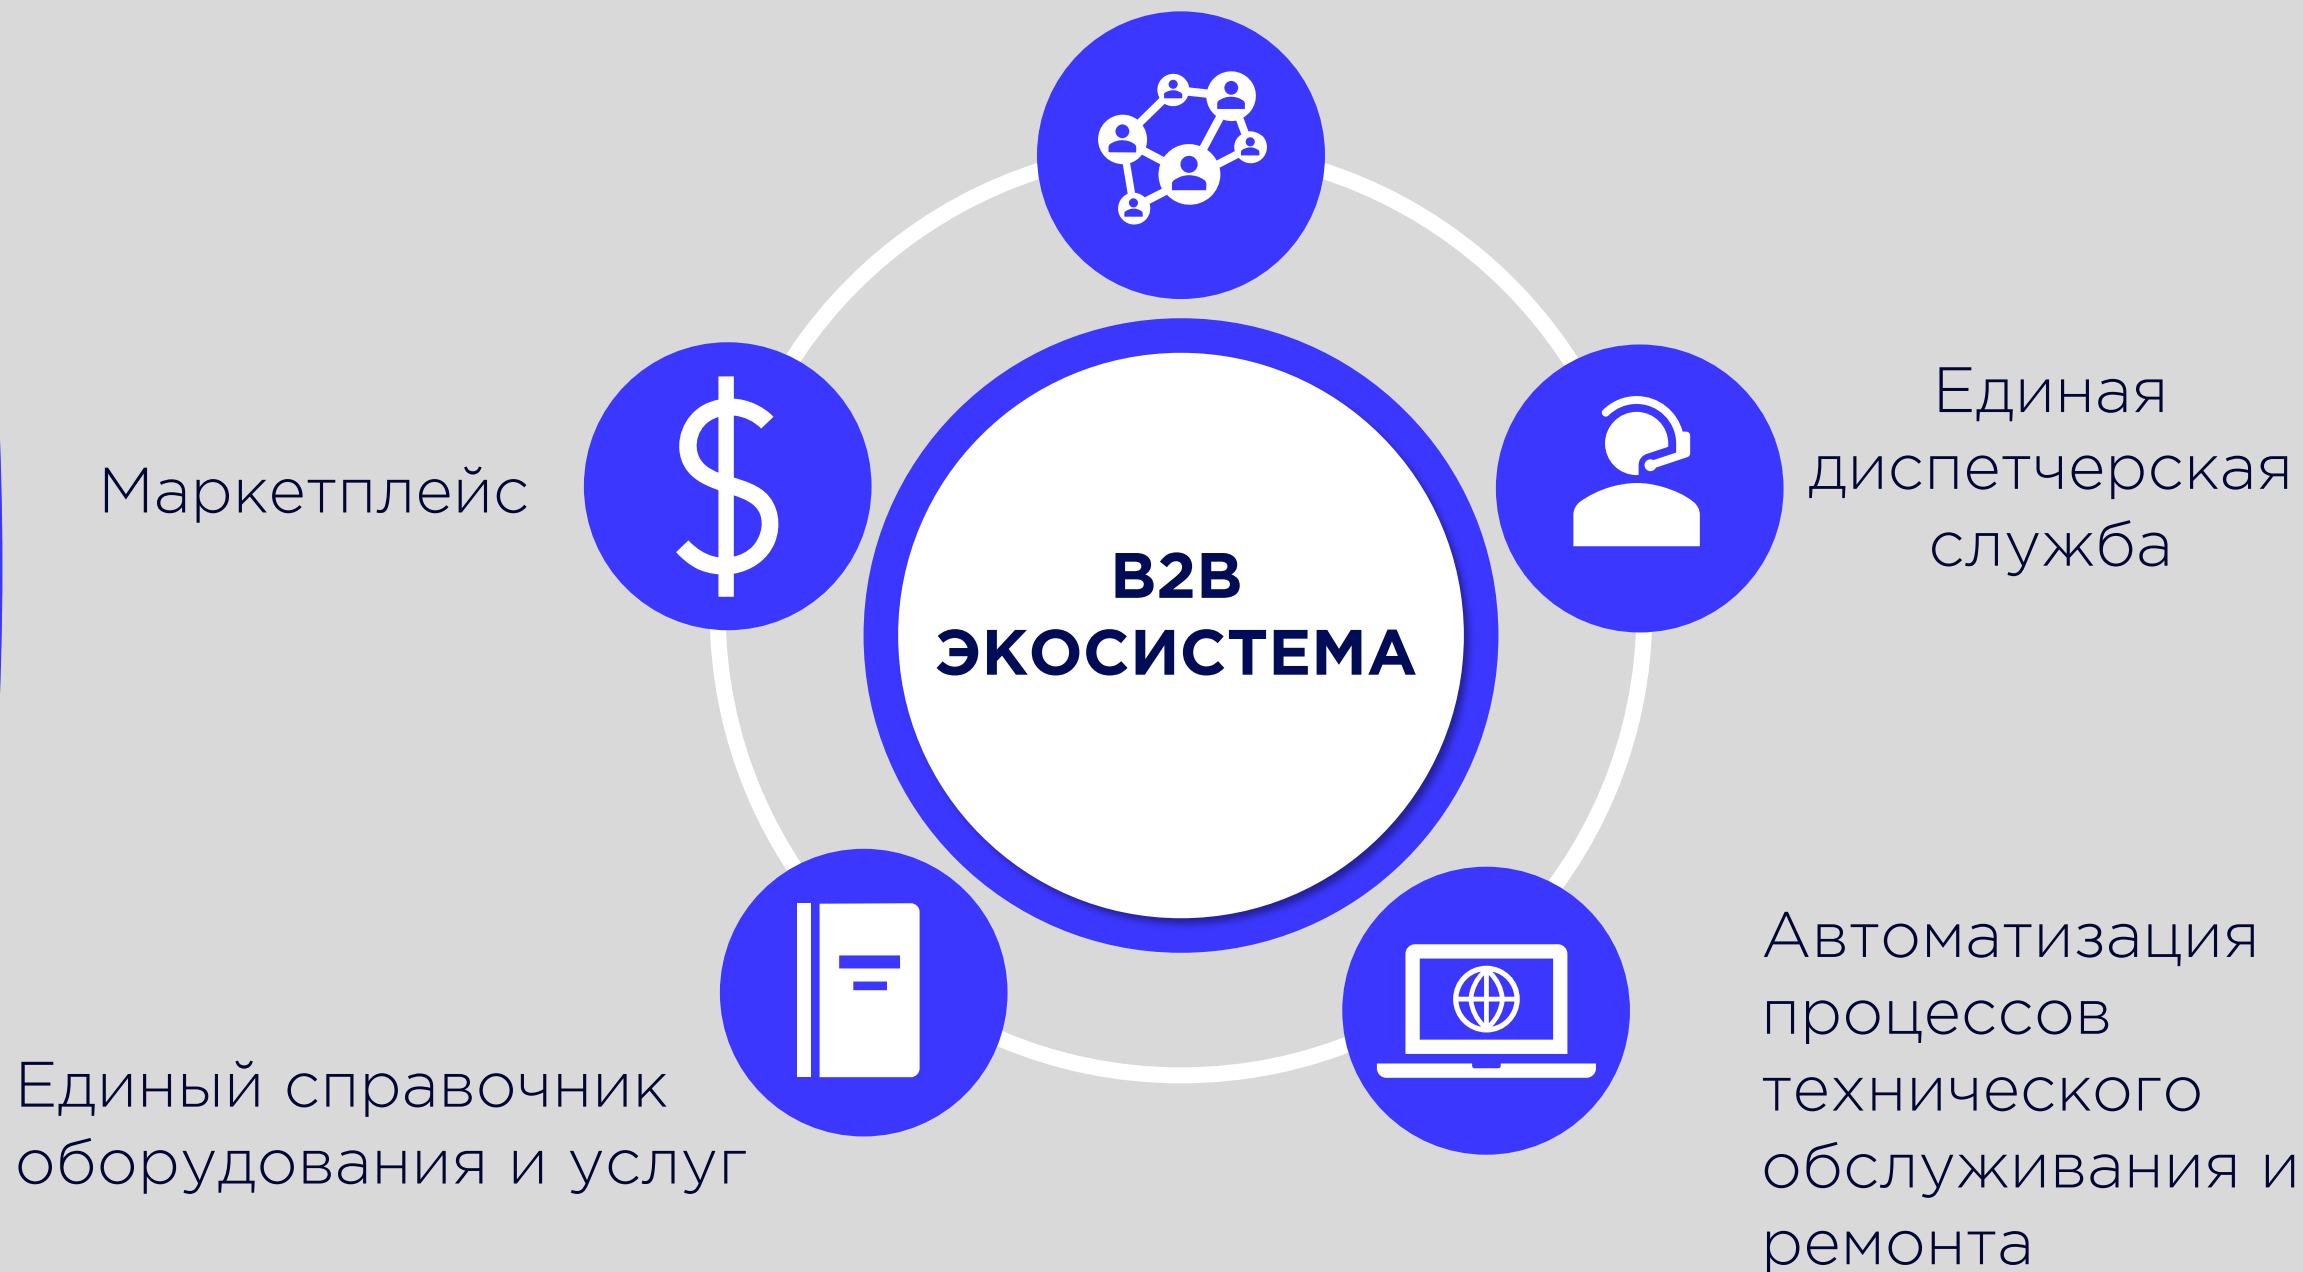 Единая
диспетчерская
служба
Маркетплейс
B2B
ЭКОСИСТЕМА
Автоматизация
процессов
технического
обслуживания и
ремонта
Единый справочник
оборудования и услуг